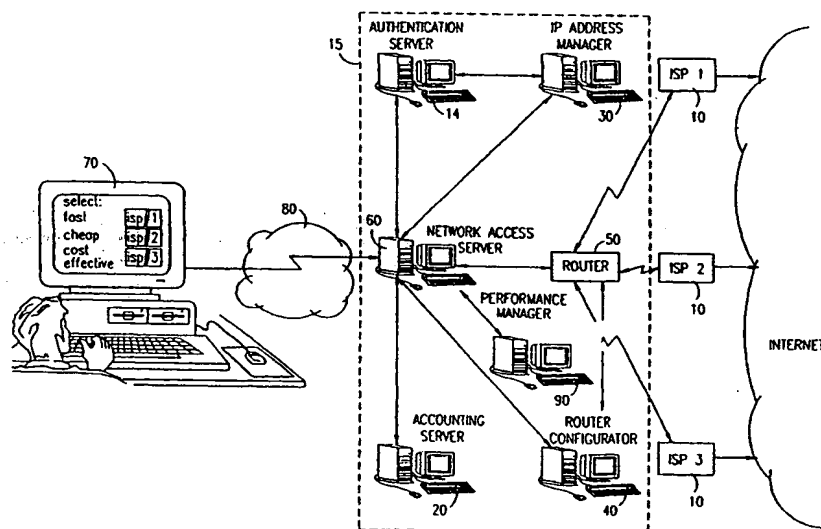 AUTHENTICATION
SERVER
14
15
IP ADDRESS
MANAGER
30
ISP 1
10
70
select:
fast isp/1
cheap isp/2
cost
effective isp/3
80
60
NETWORK ACCESS
SERVER
50
ROUTER
ISP 2
10
PERFORMANCE
MANAGER
90
INTERNET
ACCOUNTING
SERVER
20
ROUTER
CONFIGURATOR
40
ISP 3
10